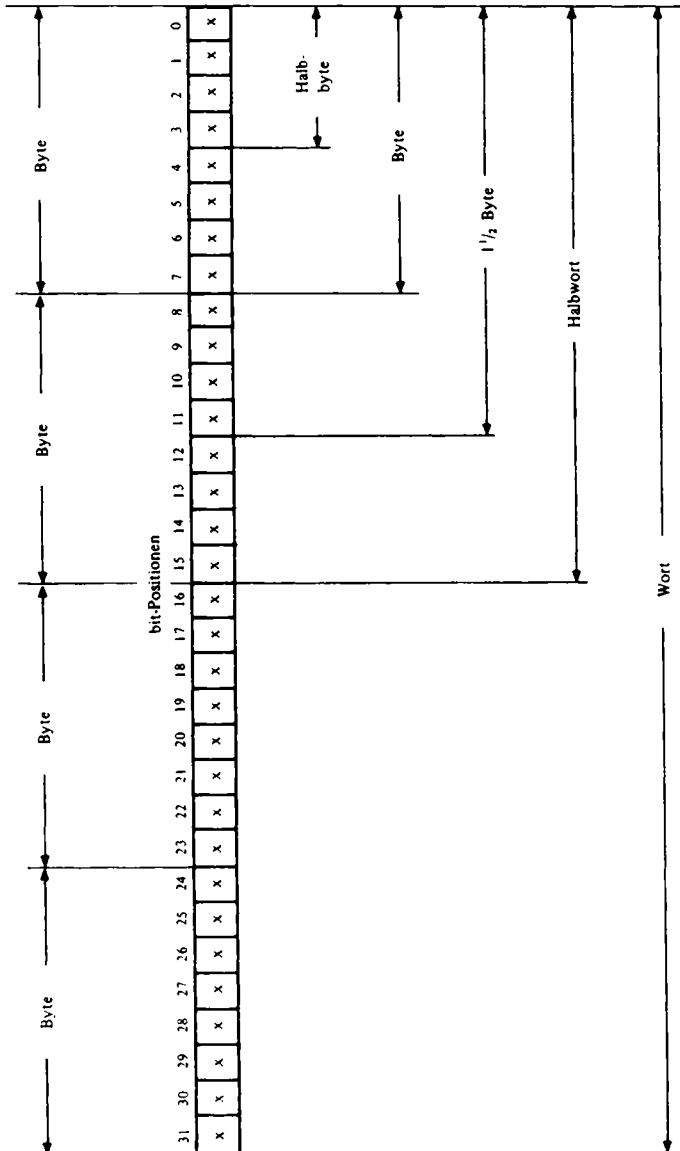 Byte
Byte
Byte
Byte
bit-Positionen
0 1 2 3 4 5 6 7 8 9 10 11 12 13 14 15 16 17 18 19 20 21 22 23 24 25 26 27 28 29 30 31
x x x x x x x x x x x x x x x x x x x x x x x x x x x x x x x x
Halb-
byte
Byte
1 1/2 Byte
Halbwort
Wort